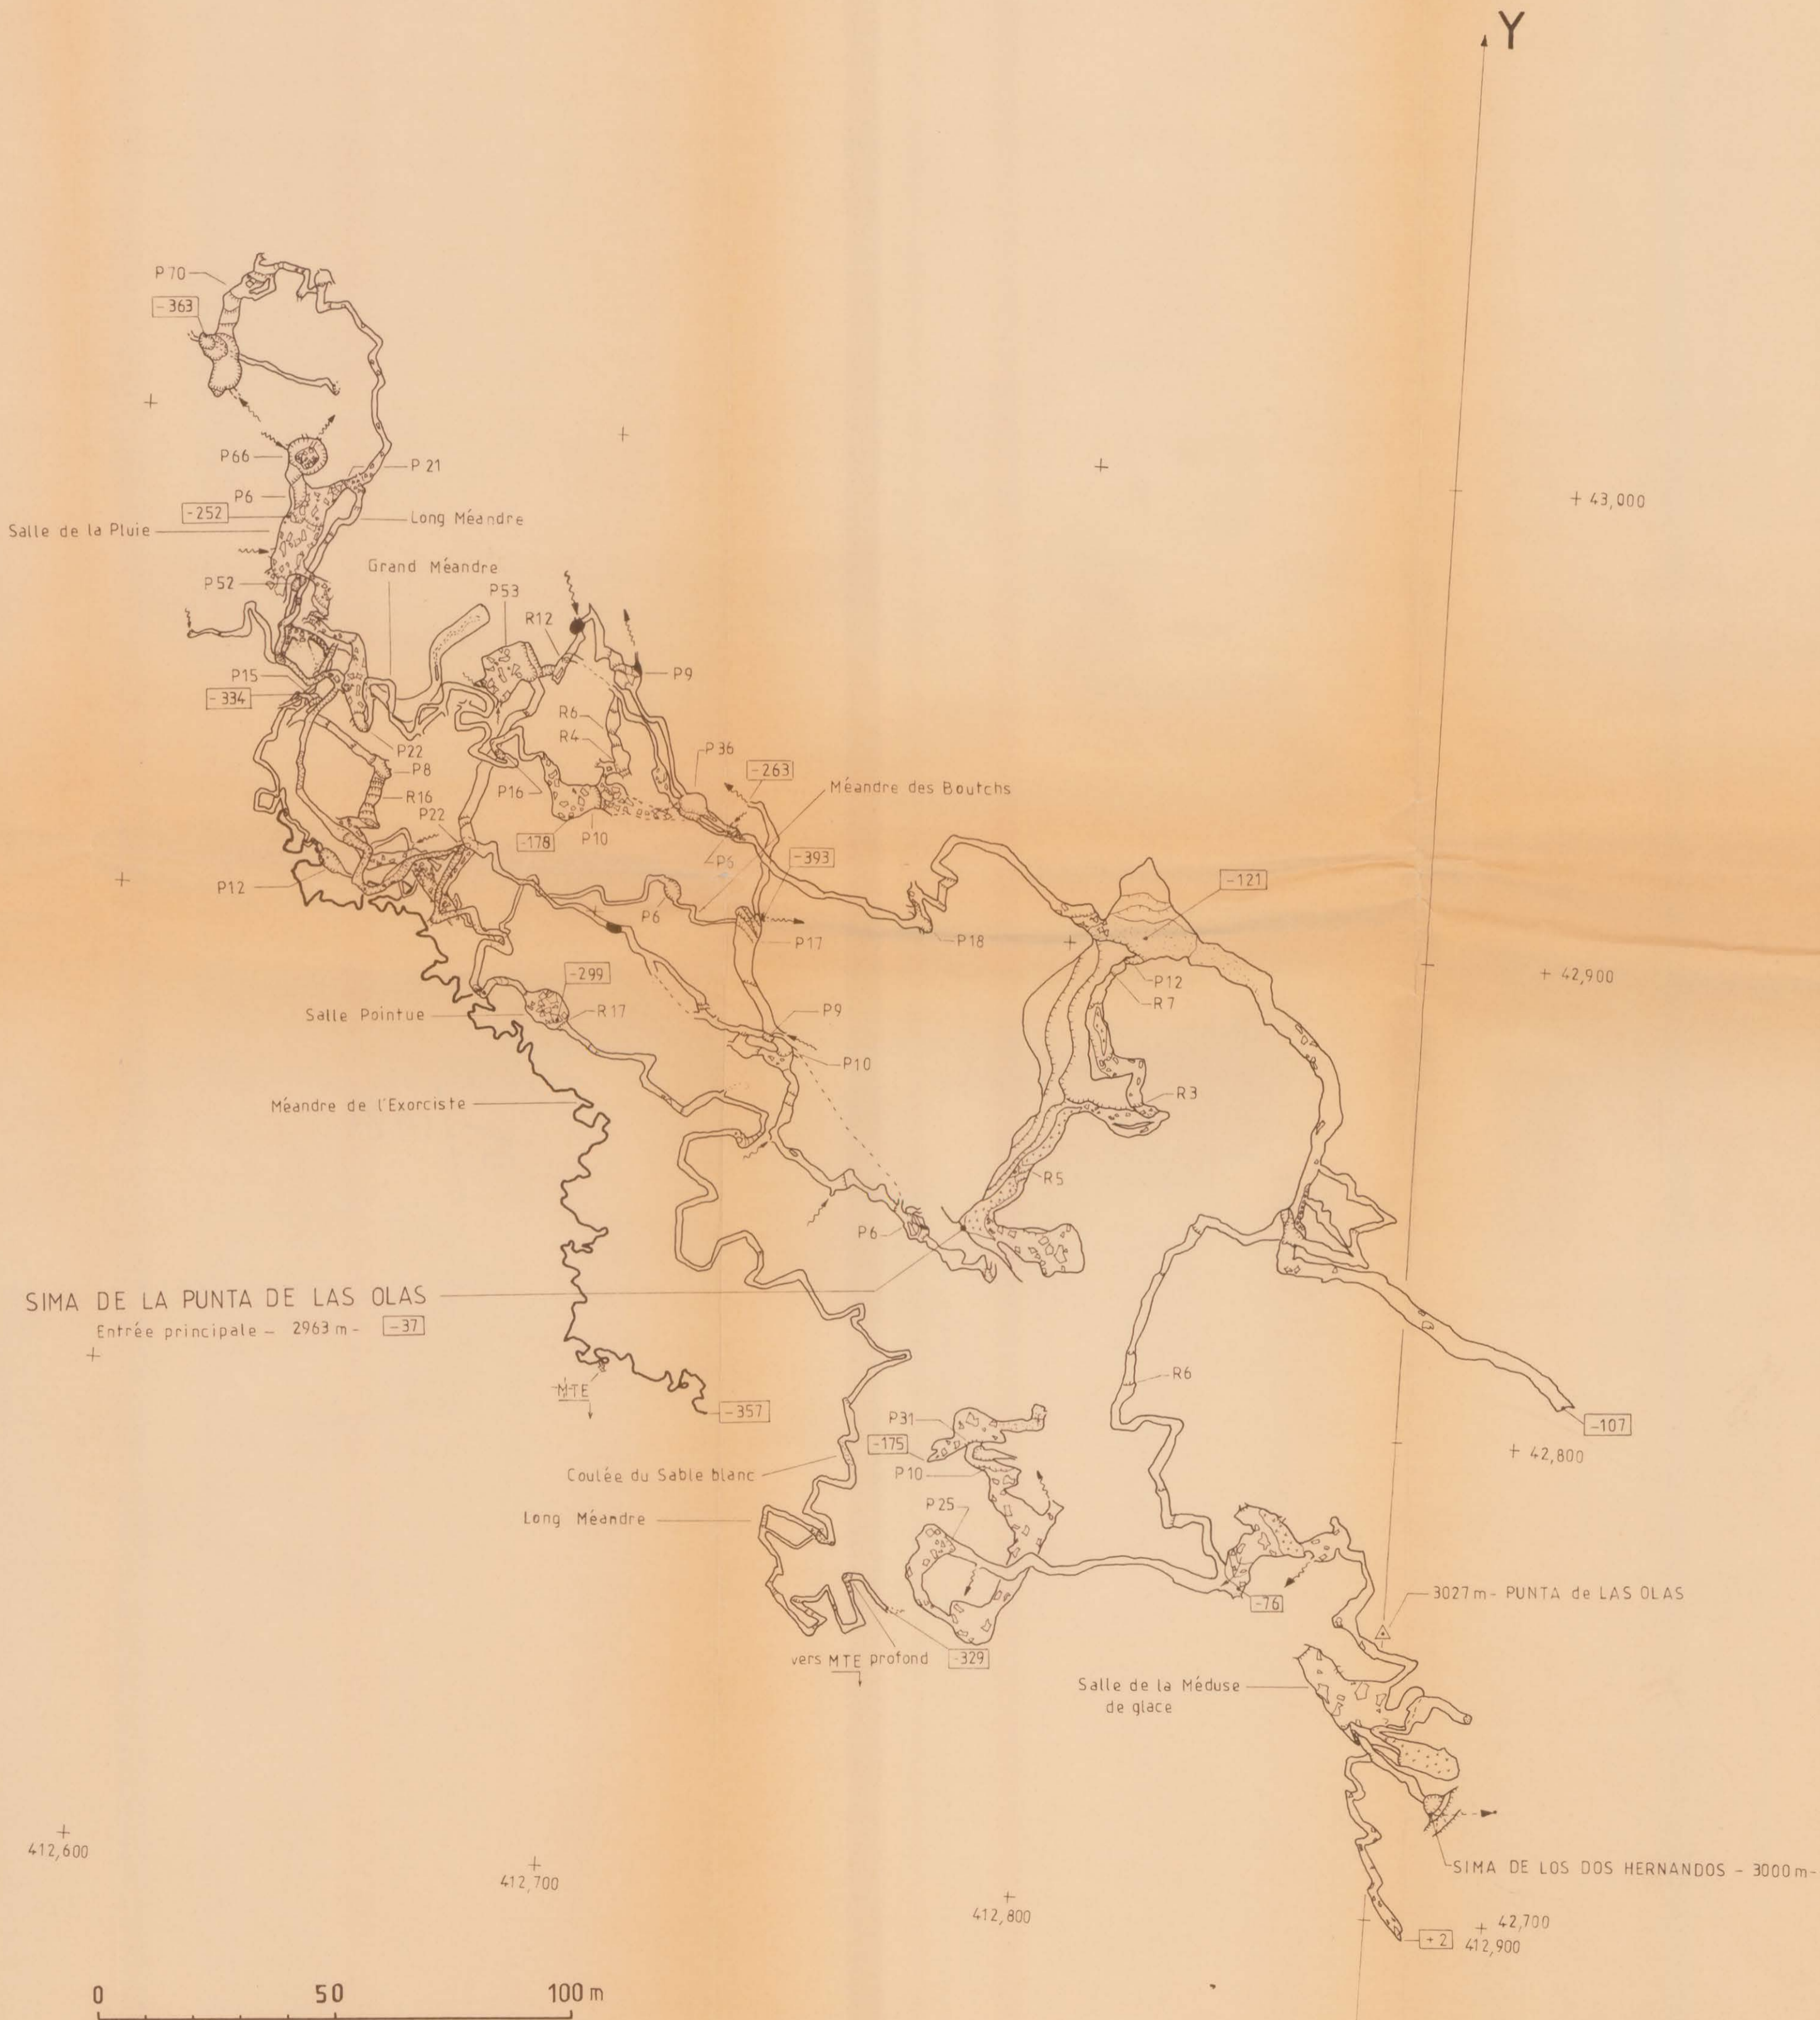 Y
P 70
-363
P66
P 21
P6
-252
Long Méandre
Salle de la Pluie
+ 43,000
Grand Méandre
P52
P53
R12
P15
P9
-334
R6
R4
P22
P36
P8
-263
R16
P16
Méandre des Boutchs
P22
-178
P10
P6
-393
P12
-121
P6
P17
P18
-299
P12
+ 42,900
R7
Salle Pointue
R17
P9
P10
R3
Méandre de l'Exorciste
R5
P6
SIMA DE LA PUNTA DE LAS OLAS
Entrée principale - 2963 m - -37
R6
MTE
-357
P31
-107
-175
+ 42,800
P10
Coulée du Sable blanc
P25
Long Méandre
-76
3027 m - PUNTA de LAS OLAS
vers MTE profond
-329
Salle de la Méduse
de glace
412,600
SIMA DE LOS DOS HERNANDOS - 3000 m-
412,700
412,800
42,700
+2
412,900
0 50 100 m